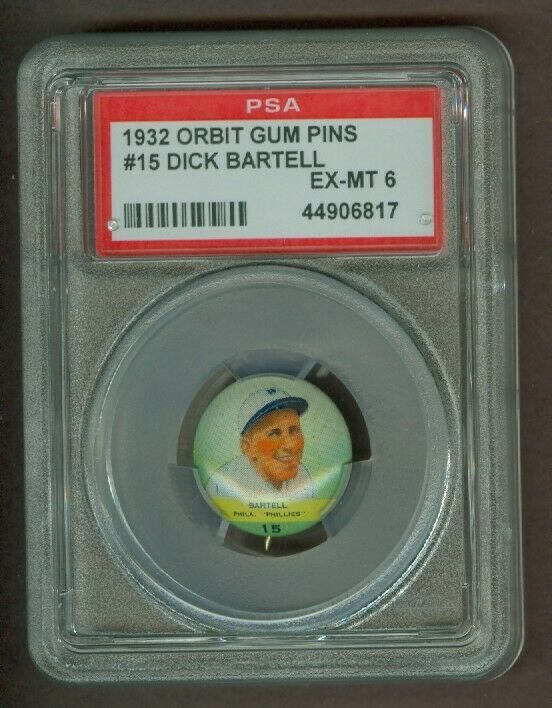 PSA
1932 ORBIT GUM PINS
#15 DICK BARTELL
EX-MT 6
44906817
BARTELL
PHILA. "PHILLIES"
15